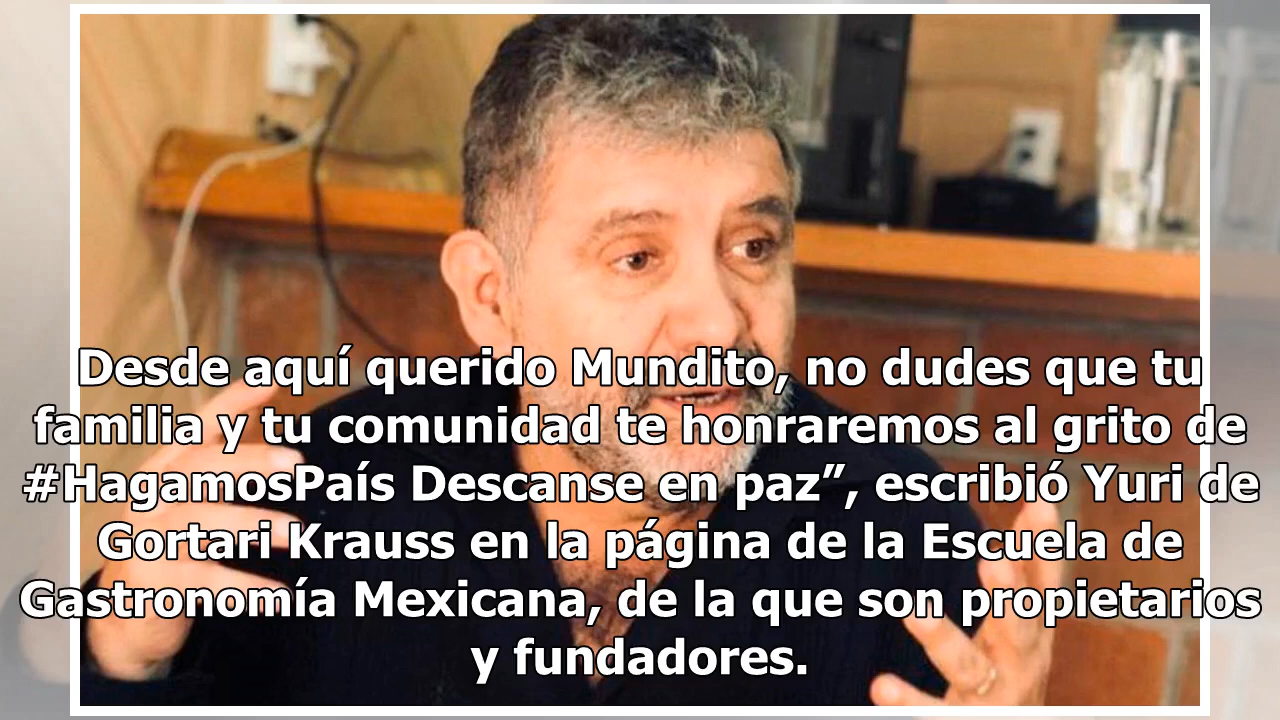 Desde aquí querido Mundito, no dudes que tu
familia y tu comunidad te honraremos al grito de
#HagamosPaís Descanse en paz”, escribió Yuri de
Gortari Krauss en la página de la Escuela de
Gastronomía Mexicana, de la que son propietarios
y fundadores.